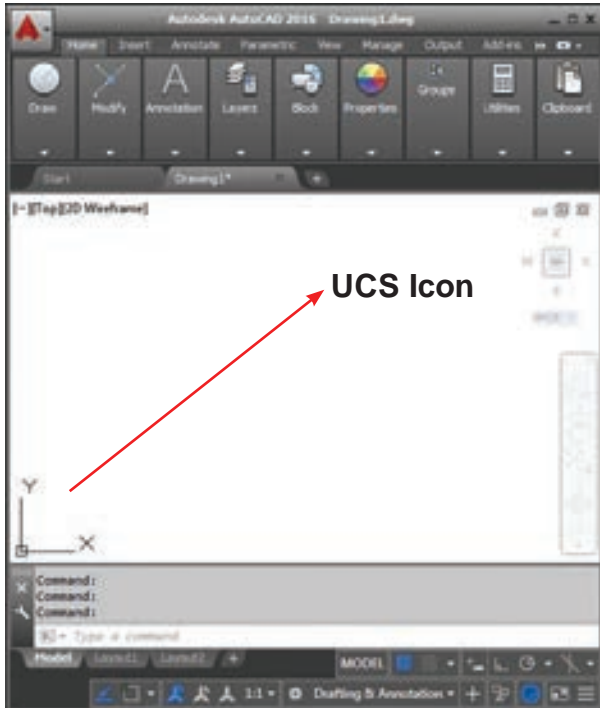 Autodesk AutoCAD 2016 Drawing1.dwg
Home Insert Annotate Parametric View Manage Output Add-ins
Draw Modify Annotation Layers Block Properties Groups Utilities Clipboard
Start Drawing1* +
[-][Top][2D Wireframe]
UCS Icon
Y
X
Command:
Command:
Command:
Type a command
Model Layout1 Layout2 +
MODEL
1:1 Drafting & Annotation